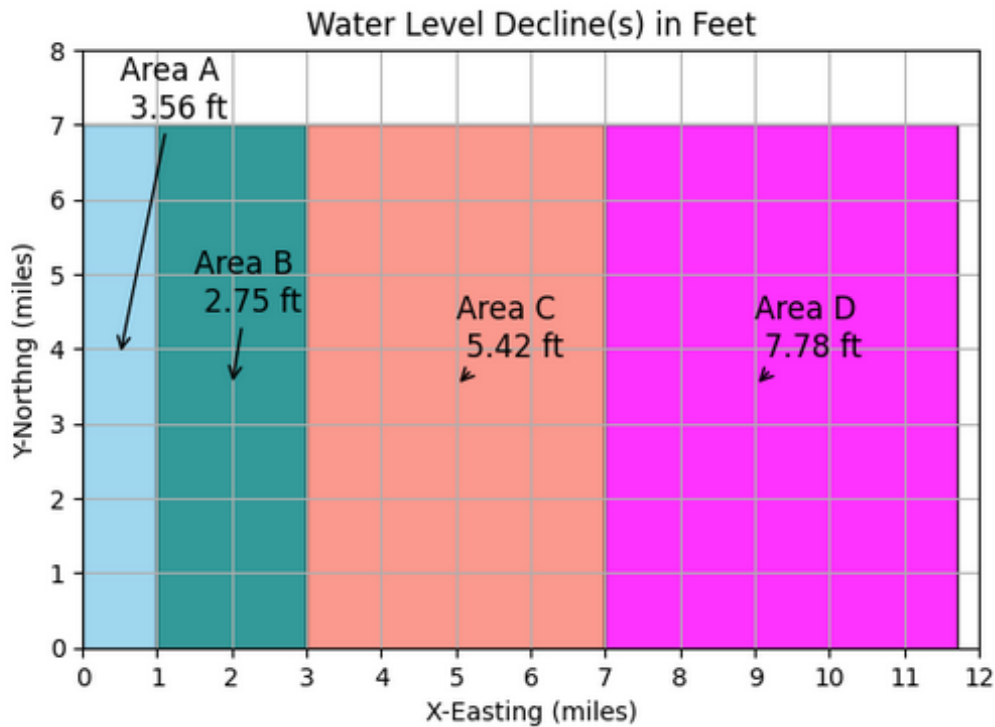 Water Level Decline(s) in Feet
8
7
6
5
4
3
2
1
0
Y-Northng (miles)
Area A
3.56 ft
Area B
2.75 ft
Area C
5.42 ft
Area D
7.78 ft
0 1 2 3 4 5 6 7 8 9 10 11 12
X-Easting (miles)